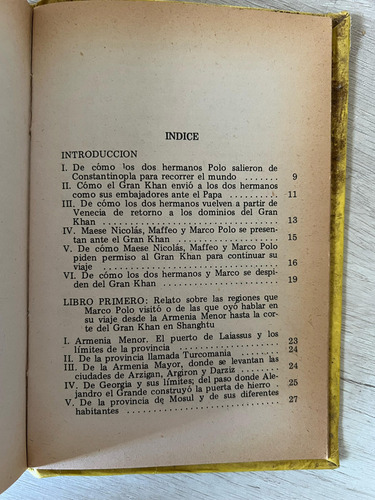 INDICE
INTRODUCCION
I. De cómo los dos hermanos Polo salieron de
Constantinopla para recorrer el mundo ....... 9
II. Cómo el Gran Khan envió a los dos hermanos
como sus embajadores ante el Papa ....... 11
III. De cómo los dos hermanos vuelven a partir de
Venecia de retorno a los dominios del Gran
Khan ....... 13
IV. Maese Nicolás, Maffeo y Marco Polo se presen-
tan ante el Gran Khan ....... 15
V. De cómo Maese Nicolás, Maffeo y Marco Polo
piden permiso al Gran Khan para continuar su
viaje ....... 16
VI. De cómo los dos hermanos y Marco se despi-
den del Gran Khan ....... 19
LIBRO PRIMERO: Relato sobre las regiones que
Marco Polo visitó o de las que oyó hablar en
su viaje desde la Armenia Menor hasta la
corte del Gran Khan en Shanghtu
I. Armenia Menor. El puerto de Laiassus y los
límites de la provincia ....... 23
II. De la provincia llamada Turcomania ....... 24
III. De la Armenia Mayor, donde se levantan las
ciudades de Arzigan, Argiron y Darziz ....... 24
IV. De Georgia y sus límites; del paso donde Ale-
jandro el Grande construyó la puerta de hierro . 25
V. De la provincia de Mosul y de sus diferentes
habitantes ....... 27